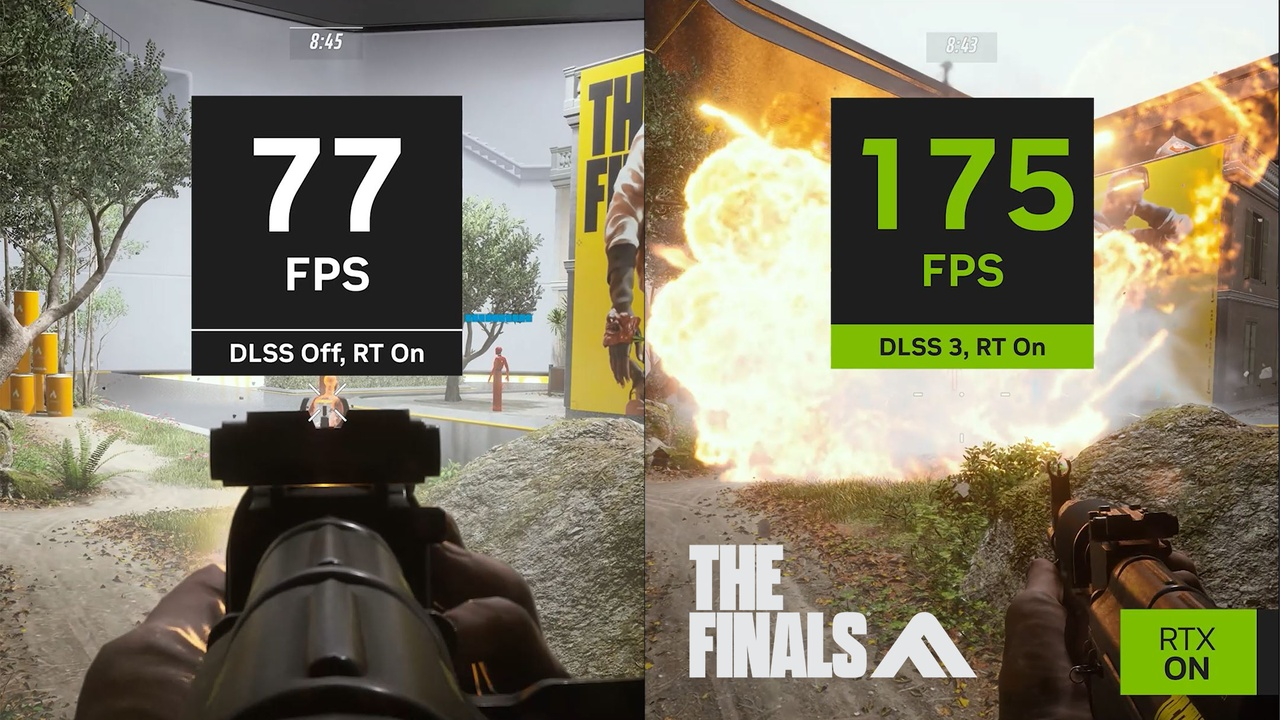 8:45
77
FPS
DLSS Off, RT On
TH
F
8:43
175
FPS
DLSS 3, RT On
THE
FINALS
RTX
ON